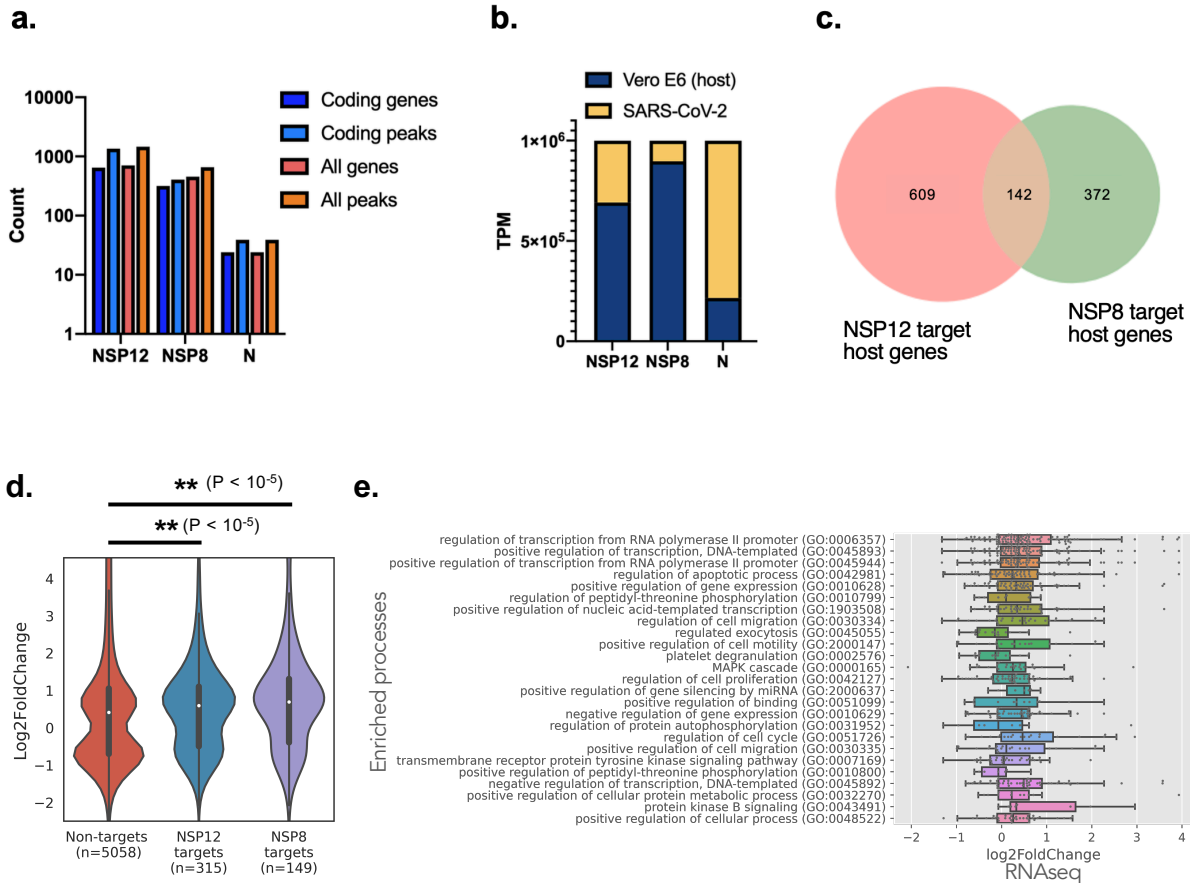 a.
10000
1000
100
10
1
Count
NSP12 NSP8 N
Coding genes
Coding peaks
All genes
All peaks
b.
Vero E6 (host)
SARS-CoV-2
1×10⁶
5×10⁵
0
TPM
NSP12 NSP8 N
c.
609 142 372
NSP12 target
host genes
NSP8 target
host genes
d.
** (P < 10⁻⁵)
** (P < 10⁻⁵)
4
3
2
1
0
−1
−2
Log2FoldChange
Non-targets
(n=5058)
NSP12
targets
(n=315)
NSP8
targets
(n=149)
e.
Enriched processes
regulation of transcription from RNA polymerase II promoter (GO:0006357)
positive regulation of transcription, DNA-templated (GO:0045893)
positive regulation of transcription from RNA polymerase II promoter (GO:0045944)
regulation of apoptotic process (GO:0042981)
positive regulation of gene expression (GO:0010628)
regulation of peptidyl-threonine phosphorylation (GO:0010799)
positive regulation of nucleic acid-templated transcription (GO:1903508)
regulation of cell migration (GO:0030334)
regulated exocytosis (GO:0045055)
positive regulation of cell motility (GO:2000147)
platelet degranulation (GO:0002576)
MAPK cascade (GO:0000165)
regulation of cell proliferation (GO:0042127)
positive regulation of gene silencing by miRNA (GO:2000637)
positive regulation of binding (GO:0051099)
negative regulation of gene expression (GO:0010629)
regulation of protein autophosphorylation (GO:0031952)
regulation of cell cycle (GO:0051726)
positive regulation of cell migration (GO:0030335)
transmembrane receptor protein tyrosine kinase signaling pathway (GO:0007169)
positive regulation of peptidyl-threonine phosphorylation (GO:0010800)
negative regulation of transcription, DNA-templated (GO:0045892)
positive regulation of cellular protein metabolic process (GO:0032270)
protein kinase B signaling (GO:0043491)
positive regulation of cellular process (GO:0048522)
−2 −1 0 1 2 3 4
log2FoldChange
RNAseq